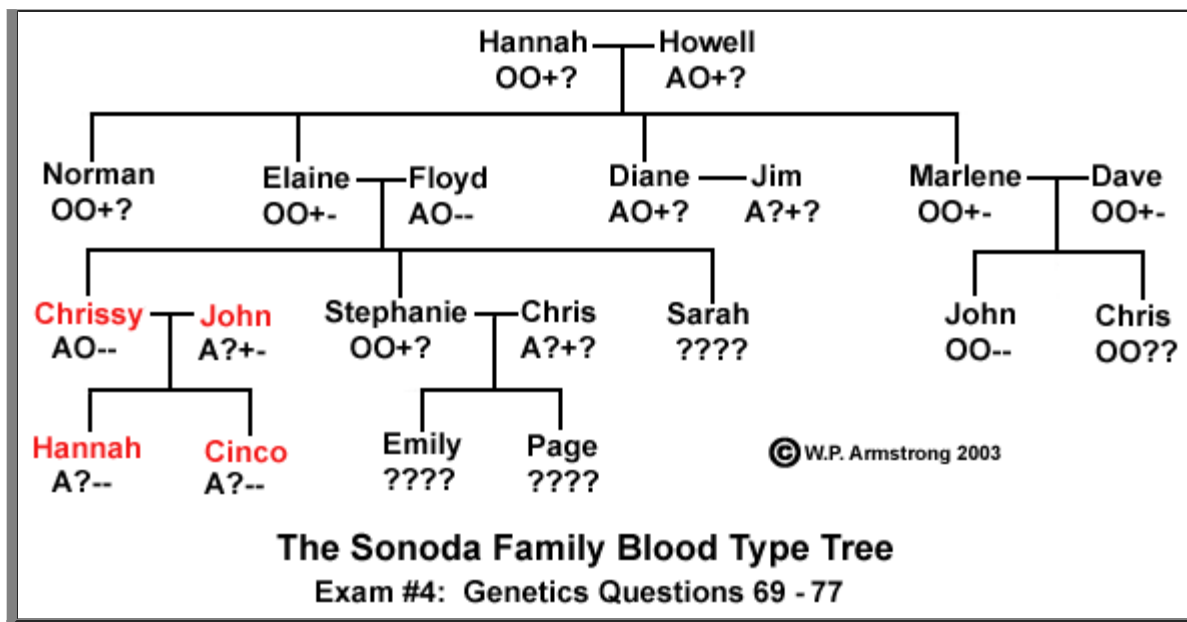 Hannah Howell
OO+? AO+?
Norman Elaine Floyd Diane Jim Marlene Dave
OO+? OO+- AO-- AO+? A?+? OO+- OO+-
Chrissy John Stephanie Chris Sarah John Chris
AO-- A?+- OO+? A?+? ???? OO-- OO??
Hannah Cinco Emily Page
A?-- A?-- ???? ????
© W.P. Armstrong 2003
The Sonoda Family Blood Type Tree
Exam #4: Genetics Questions 69 - 77